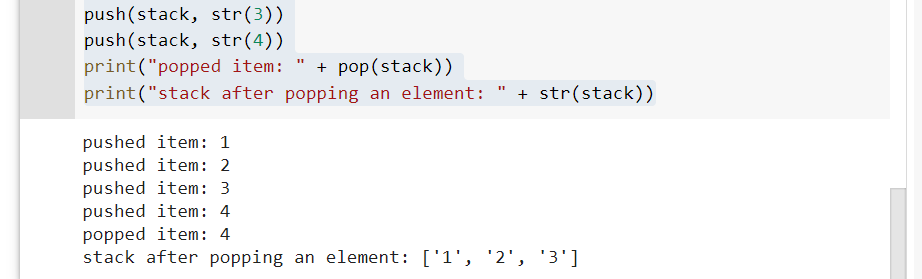 push(stack, str(3))
push(stack, str(4))
print("popped item: " + pop(stack))
print("stack after popping an element: " + str(stack))
pushed item: 1
pushed item: 2
pushed item: 3
pushed item: 4
popped item: 4
stack after popping an element: ['1', '2', '3']